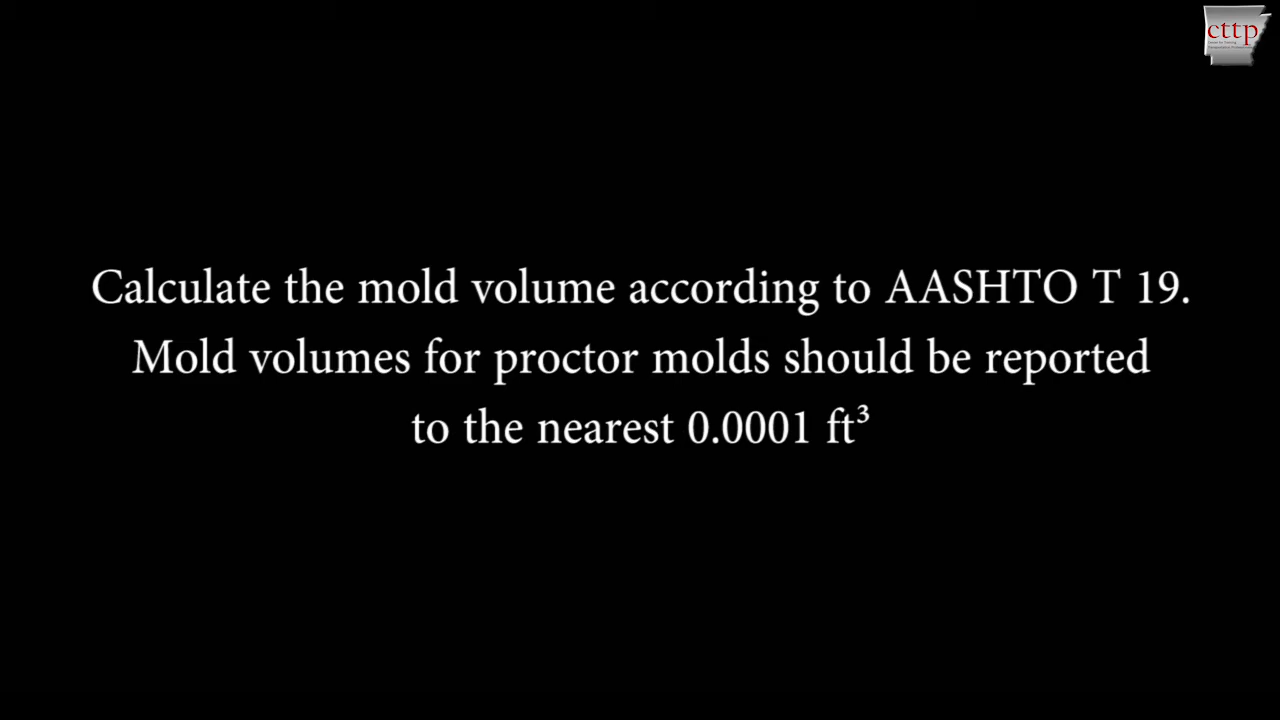 cttp
Calculate the mold volume according to AASHTO T 19.
Mold volumes for proctor molds should be reported
to the nearest 0.0001 ft³